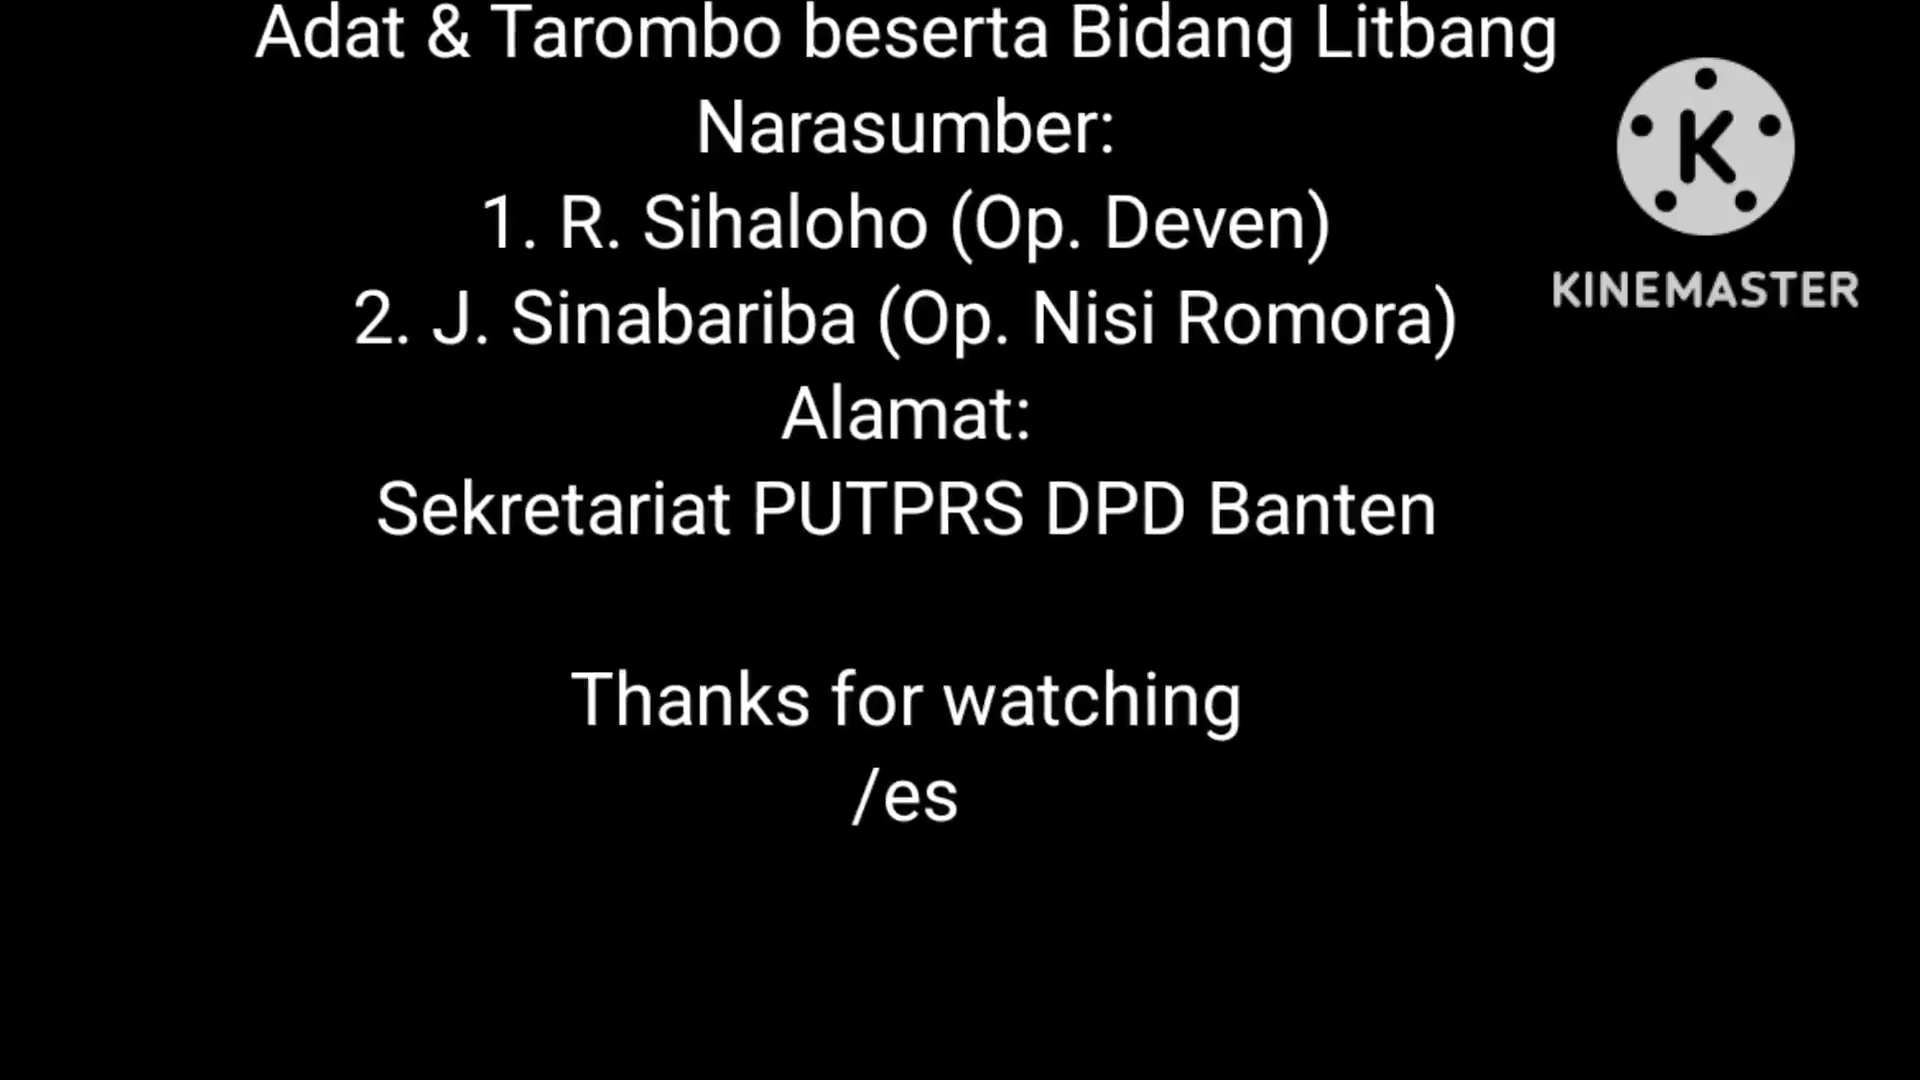 Adat & Tarombo beserta Bidang Litbang
Narasumber:
1. R. Sihaloho (Op. Deven)
2. J. Sinabariba (Op. Nisi Romora)
Alamat:
Sekretariat PUTPRS DPD Banten
Thanks for watching
/es
K
KINEMASTER